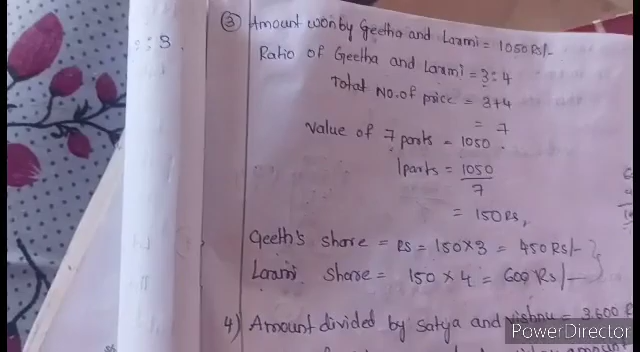 : : S.
③ Amount won by Geetha and Laxmi = 1050 Rs/-
Ratio of Geetha and Laxmi = 3:4
Total No. of price = 3+4
= 7
Value of 7 parts = 1050
1 parts = 1050
7
= 150 Rs,
Geeth's share = Rs = 150×3 = 450 Rs/-
Laxmi share = 150 × 4 = 600 Rs/-
4) Amount divided by Satya and Vishnu = 3,600
PowerDirector